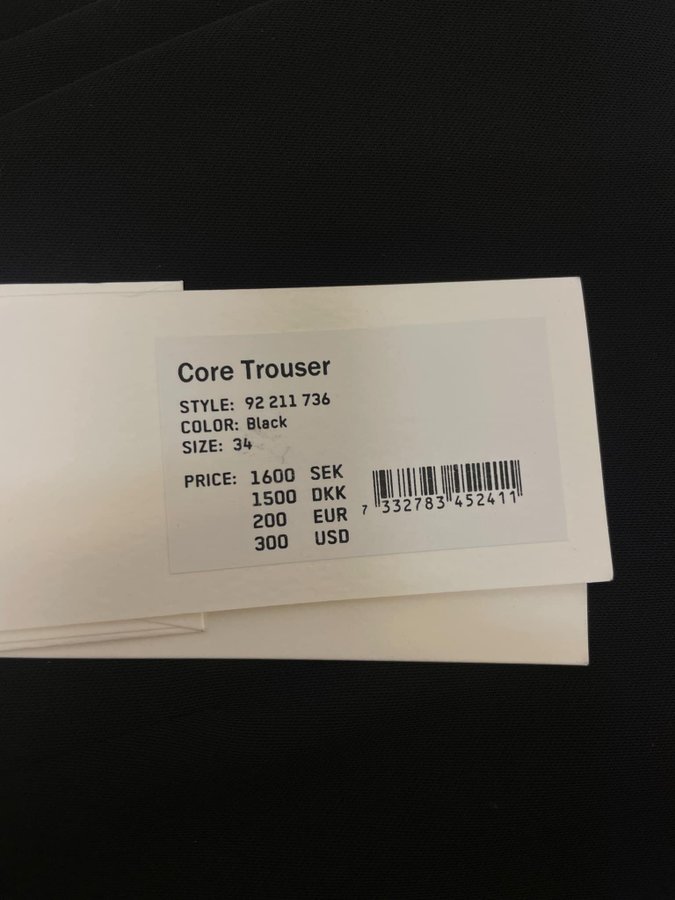 Core Trouser
STYLE: 92 211 736
COLOR: Black
SIZE: 34
PRICE: 1600 SEK
1500 DKK
200 EUR
300 USD
7 332783 452411